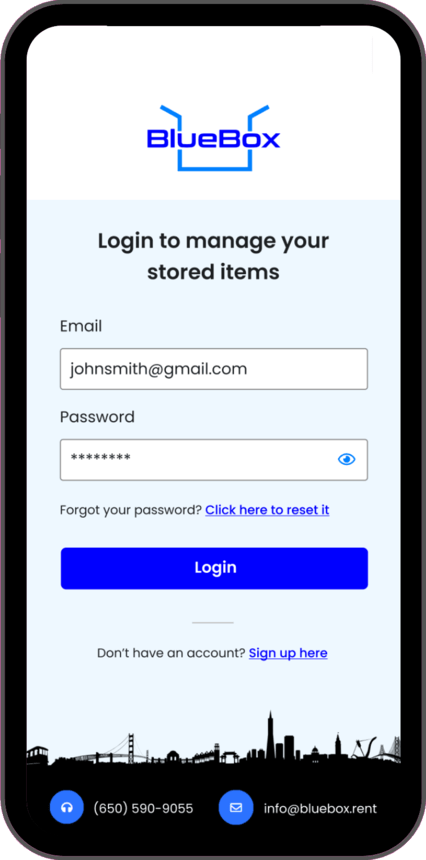 BlueBox
Login to manage your
stored items
Email
johnsmith@gmail.com
Password
********
Forgot your password? Click here to reset it
Login
Don’t have an account? Sign up here
(650) 590-9055 info@bluebox.rent